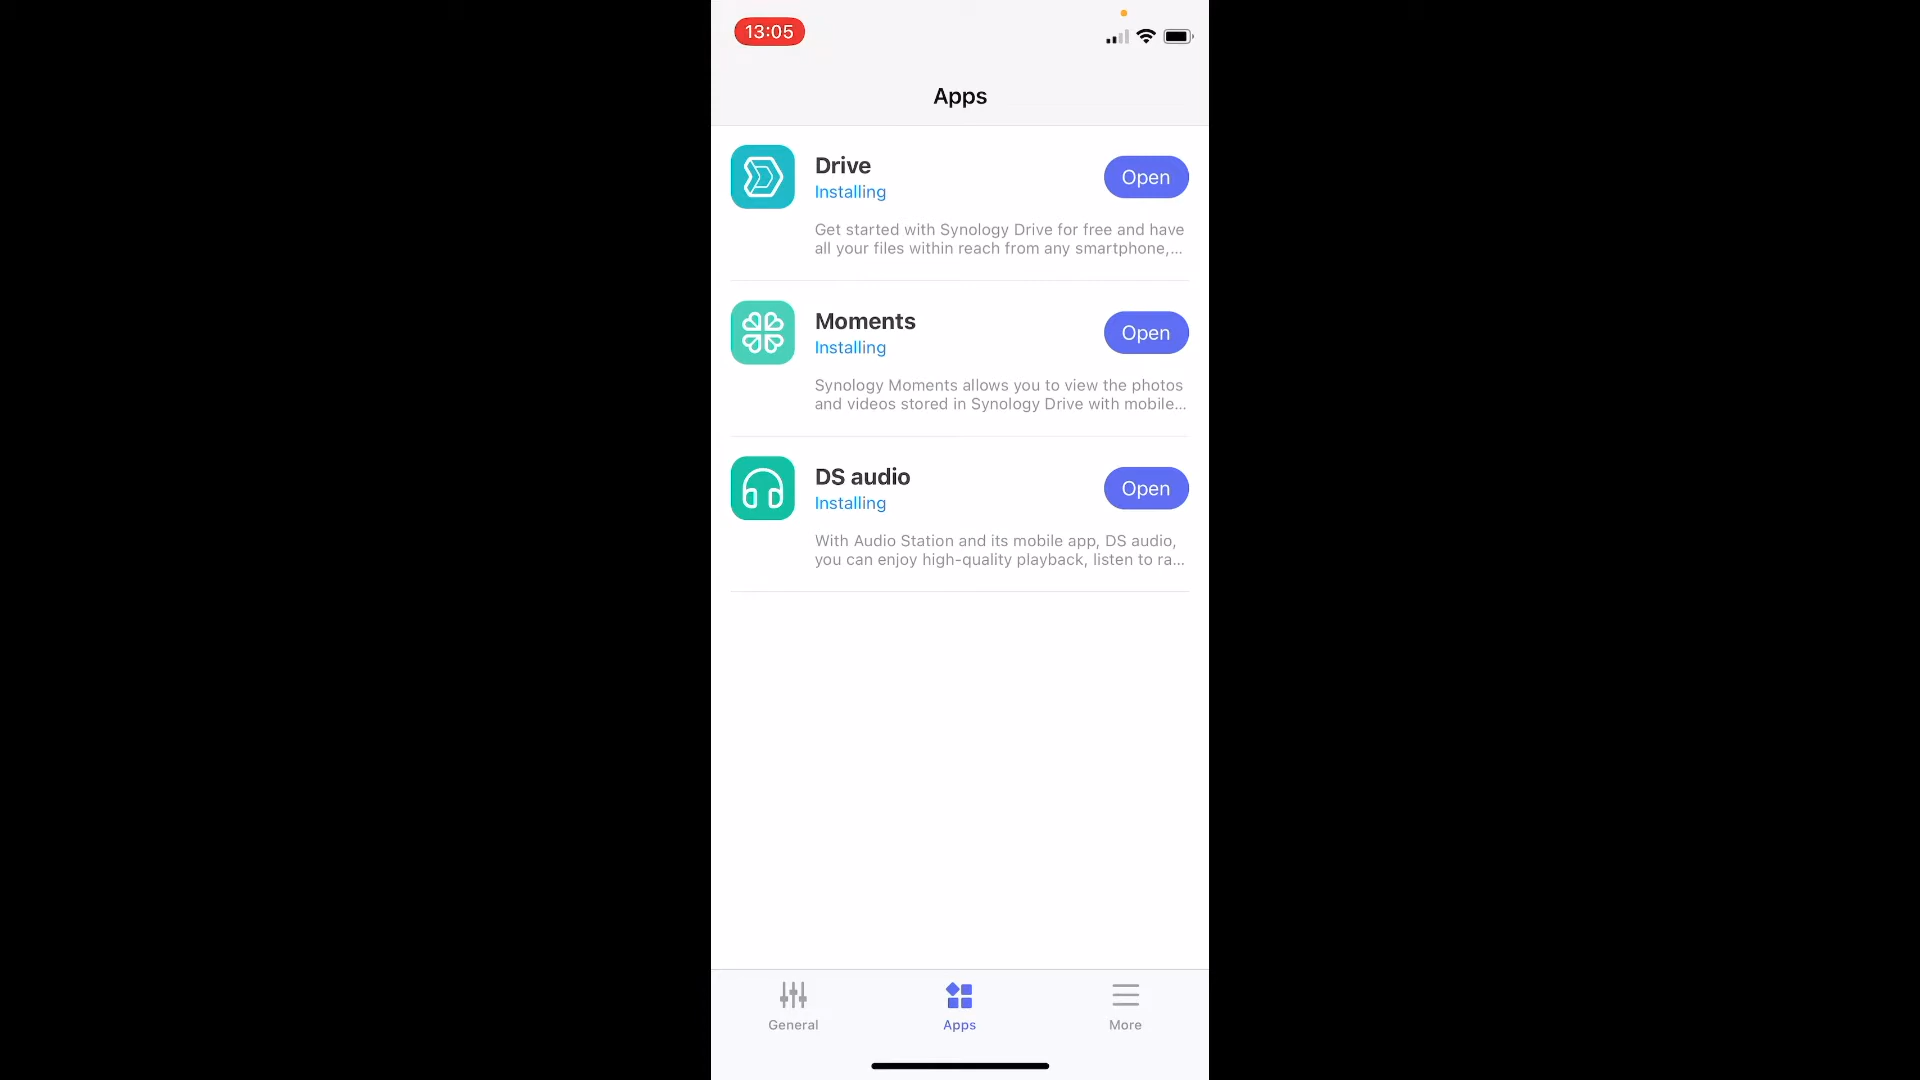 13:05
Apps
Drive
Installing
Open
Get started with Synology Drive for free and have
all your files within reach from any smartphone,...
Moments
Installing
Open
Synology Moments allows you to view the photos
and videos stored in Synology Drive with mobile...
DS audio
Installing
Open
With Audio Station and its mobile app, DS audio,
you can enjoy high-quality playback, listen to ra...
General
Apps
More